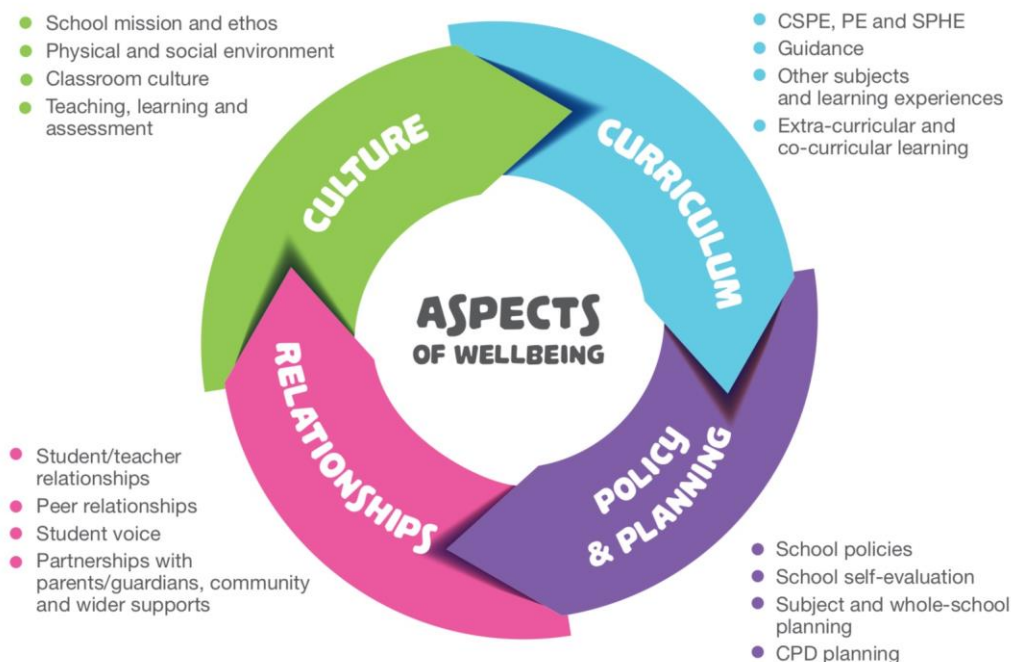 School mission and ethos
Physical and social environment
Classroom culture
Teaching, learning and
assessment
CSPE, PE and SPHE
Guidance
Other subjects
and learning experiences
Extra-curricular and
co-curricular learning
CULTURE
CURRICULUM
ASPECTS
OF WELLBEING
RELATIONSHIPS
POLICY
& PLANNING
Student/teacher
relationships
Peer relationships
Student voice
Partnerships with
parents/guardians, community
and wider supports
School policies
School self-evaluation
Subject and whole-school
planning
CPD planning